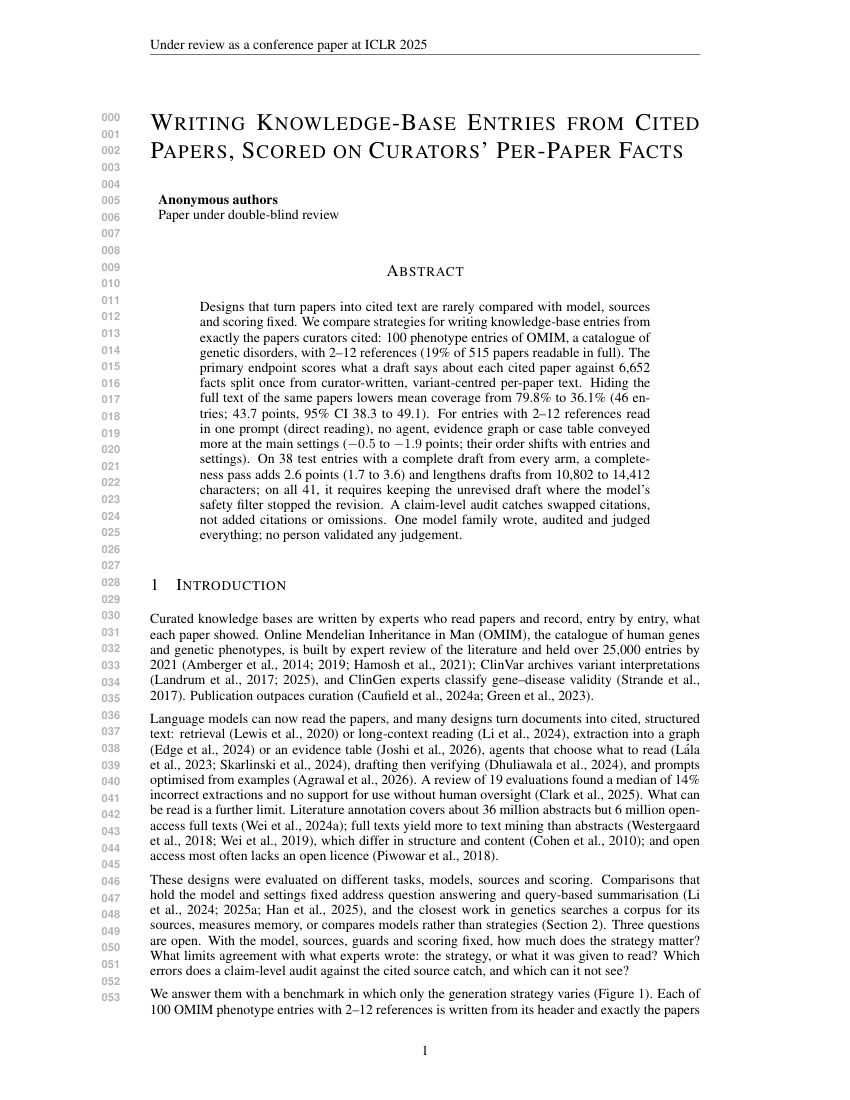 Under review as a conference paper at ICLR 2025
000
001
002
003
004
005
006
007
008
009
010
011
012
013
014
015
016
017
018
019
020
021
022
023
024
025
026
027
028
029
030
031
032
033
034
035
036
037
038
039
040
041
042
043
044
045
046
047
048
049
050
051
052
053
WRITING KNOWLEDGE-BASE ENTRIES FROM CITED
PAPERS, SCORED ON CURATORS' PER-PAPER FACTS
Anonymous authors
Paper under double-blind review
ABSTRACT
Designs that turn papers into cited text are rarely compared with model, sources
and scoring fixed. We compare strategies for writing knowledge-base entries from
exactly the papers curators cited: 100 phenotype entries of OMIM, a catalogue of
genetic disorders, with 2–12 references (19% of 515 papers readable in full). The
primary endpoint scores what a draft says about each cited paper against 6,652
facts split once from curator-written, variant-centred per-paper text. Hiding the
full text of the same papers lowers mean coverage from 79.8% to 36.1% (46 en-
tries; 43.7 points, 95% CI 38.3 to 49.1). For entries with 2–12 references read
in one prompt (direct reading), no agent, evidence graph or case table conveyed
more at the main settings (−0.5 to −1.9 points; their order shifts with entries and
settings). On 38 test entries with a complete draft from every arm, a complete-
ness pass adds 2.6 points (1.7 to 3.6) and lengthens drafts from 10,802 to 14,412
characters; on all 41, it requires keeping the unrevised draft where the model's
safety filter stopped the revision. A claim-level audit catches swapped citations,
not added citations or omissions. One model family wrote, audited and judged
everything; no person validated any judgement.
1 INTRODUCTION
Curated knowledge bases are written by experts who read papers and record, entry by entry, what
each paper showed. Online Mendelian Inheritance in Man (OMIM), the catalogue of human genes
and genetic phenotypes, is built by expert review of the literature and held over 25,000 entries by
2021 (Amberger et al., 2014; 2019; Hamosh et al., 2021); ClinVar archives variant interpretations
(Landrum et al., 2017; 2025), and ClinGen experts classify gene–disease validity (Strande et al.,
2017). Publication outpaces curation (Caufield et al., 2024a; Green et al., 2023).
Language models can now read the papers, and many designs turn documents into cited, structured
text: retrieval (Lewis et al., 2020) or long-context reading (Li et al., 2024), extraction into a graph
(Edge et al., 2024) or an evidence table (Joshi et al., 2026), agents that choose what to read (Lála
et al., 2023; Skarlinski et al., 2024), drafting then verifying (Dhuliawala et al., 2024), and prompts
optimised from examples (Agrawal et al., 2026). A review of 19 evaluations found a median of 14%
incorrect extractions and no support for use without human oversight (Clark et al., 2025). What can
be read is a further limit. Literature annotation covers about 36 million abstracts but 6 million open-
access full texts (Wei et al., 2024a); full texts yield more to text mining than abstracts (Westergaard
et al., 2018; Wei et al., 2019), which differ in structure and content (Cohen et al., 2010); and open
access most often lacks an open licence (Piwowar et al., 2018).
These designs were evaluated on different tasks, models, sources and scoring. Comparisons that
hold the model and settings fixed address question answering and query-based summarisation (Li
et al., 2024; 2025a; Han et al., 2025), and the closest work in genetics searches a corpus for its
sources, measures memory, or compares models rather than strategies (Section 2). Three questions
are open. With the model, sources, guards and scoring fixed, how much does the strategy matter?
What limits agreement with what experts wrote: the strategy, or what it was given to read? Which
errors does a claim-level audit against the cited source catch, and which can it not see?
We answer them with a benchmark in which only the generation strategy varies (Figure 1). Each of
100 OMIM phenotype entries with 2–12 references is written from its header and exactly the papers
1